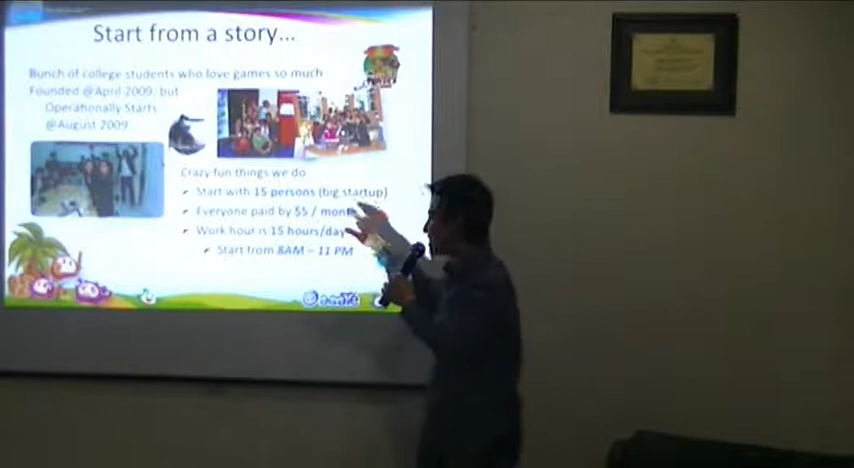 Start from a story...
Bunch of college students who love games so much
Founded @April 2009, but
Operationally Starts
@August 2009
Crazy fun things we do
Start with 15 persons (big startup)
Everyone paid by $5 / month
Work hour is 15 hours/day
Start from 8AM – 11 PM